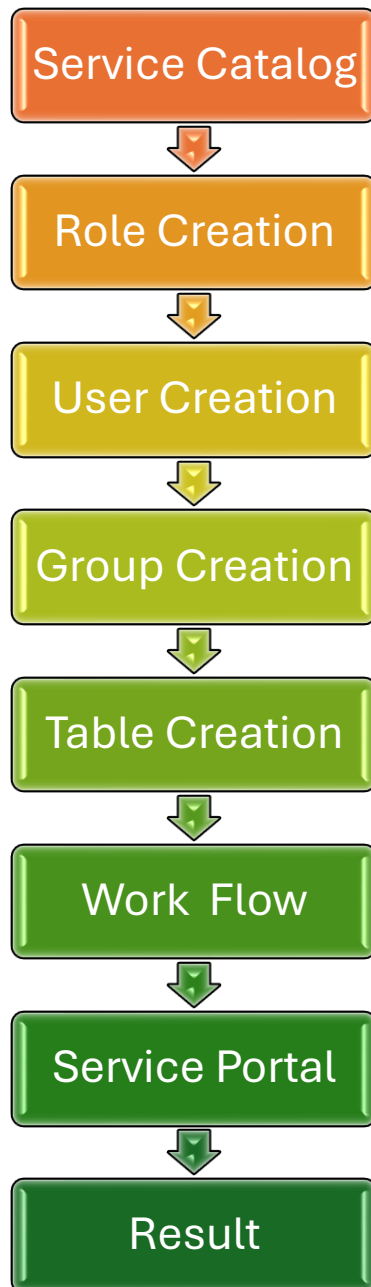 Service Catalog
Role Creation
User Creation
Group Creation
Table Creation
Work  Flow
Service Portal
Result